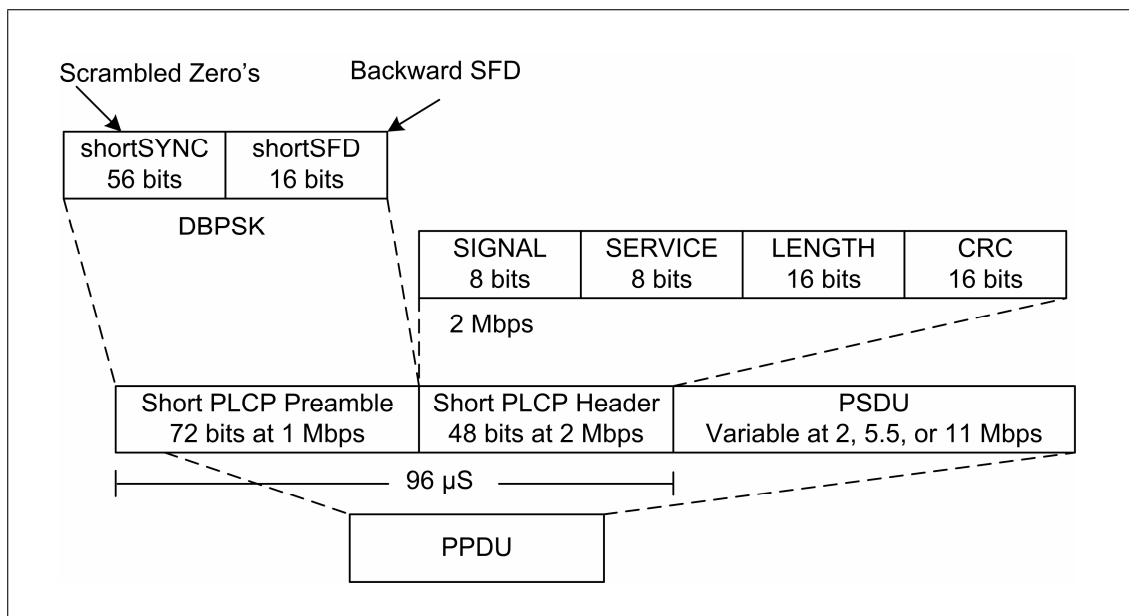 Scrambled Zero's
Backward SFD
shortSYNC
56 bits
shortSFD
16 bits
DBPSK
SIGNAL
8 bits
SERVICE
8 bits
LENGTH
16 bits
CRC
16 bits
2 Mbps
Short PLCP Preamble
72 bits at 1 Mbps
Short PLCP Header
48 bits at 2 Mbps
PSDU
Variable at 2, 5.5, or 11 Mbps
96 µS
PPDU